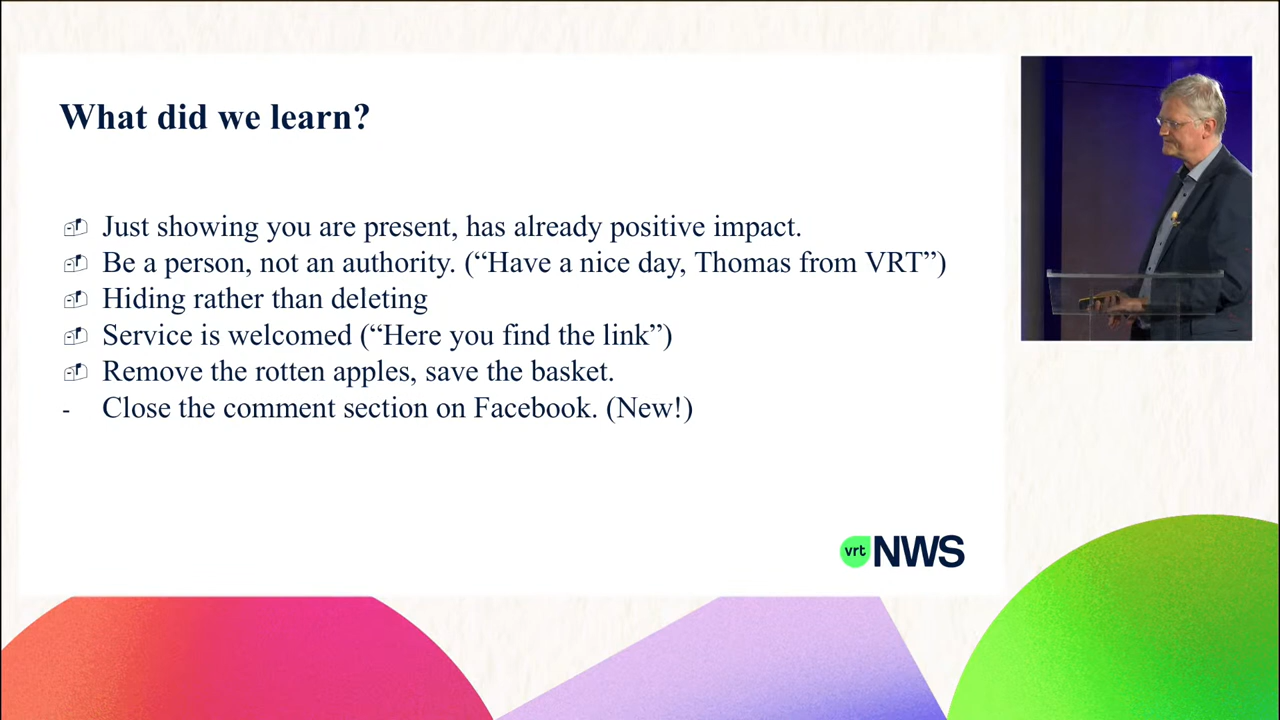 What did we learn?
Just showing you are present, has already positive impact.
Be a person, not an authority. (“Have a nice day, Thomas from VRT”)
Hiding rather than deleting
Service is welcomed (“Here you find the link”)
Remove the rotten apples, save the basket.
- Close the comment section on Facebook. (New!)
vrt NWS